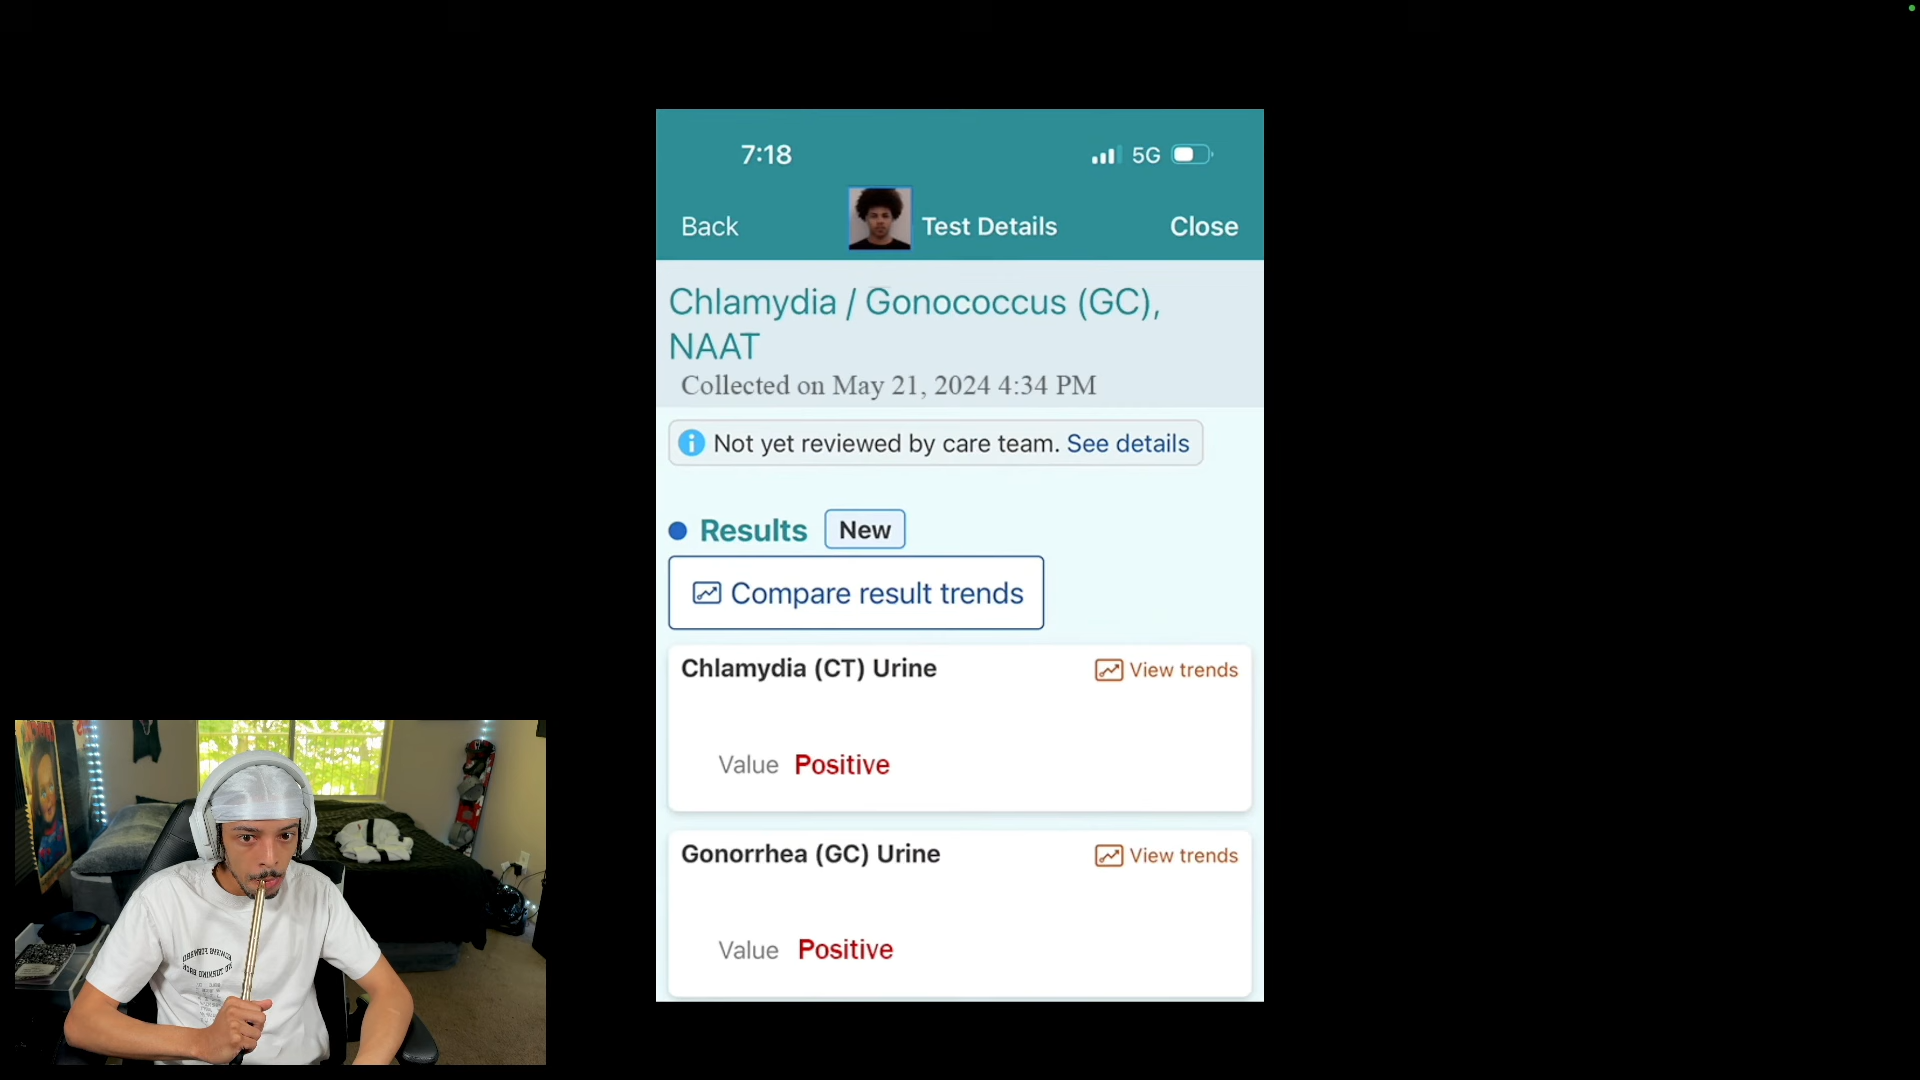 7:18
5G
Back
Test Details
Close
Chlamydia / Gonococcus (GC),
NAAT
Collected on May 21, 2024 4:34 PM
Not yet reviewed by care team. See details
Results
New
Compare result trends
Chlamydia (CT) Urine
View trends
Value Positive
Gonorrhea (GC) Urine
View trends
Value Positive